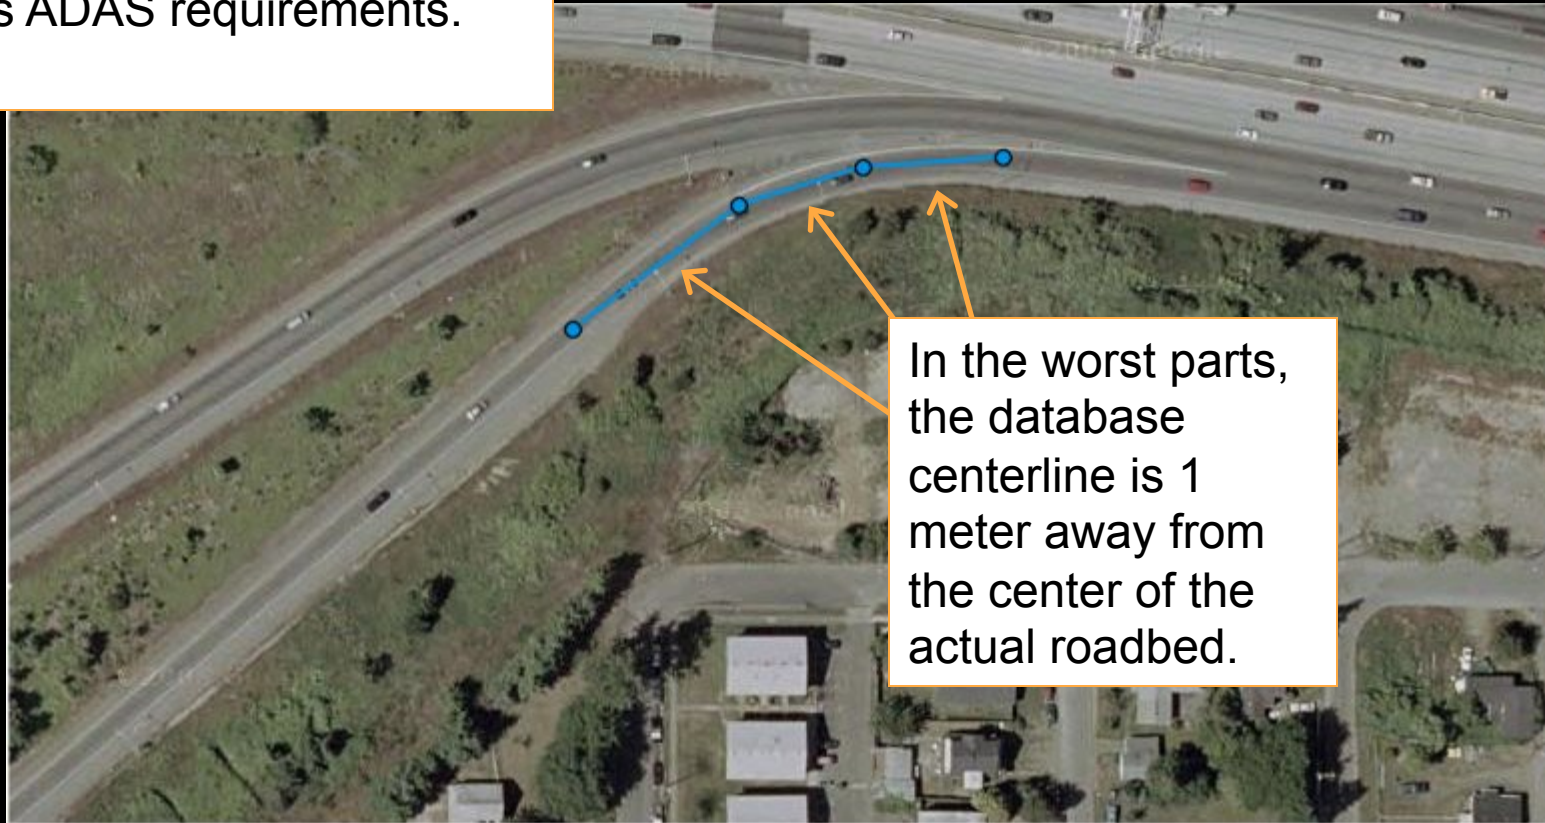 s ADAS requirements.
In the worst parts,
the database
centerline is 1
meter away from
the center of the
actual roadbed.